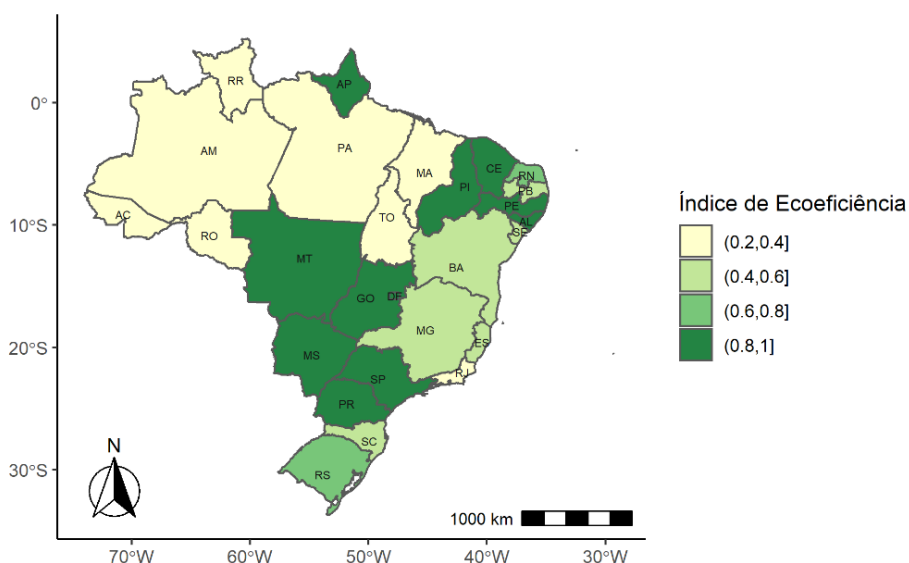 RR
AP
0°
AM
PA
MA
CE
RN
PI
PB
PE
AC
TO
AL
10°S
SE
RO
MT
BA
GO
DF
MG
20°S
ES
MS
SP
RJ
PR
SC
RS
30°S
N
1000 km
70°W 60°W 50°W 40°W 30°W
Índice de Ecoeficiência
(0.2,0.4]
(0.4,0.6]
(0.6,0.8]
(0.8,1]